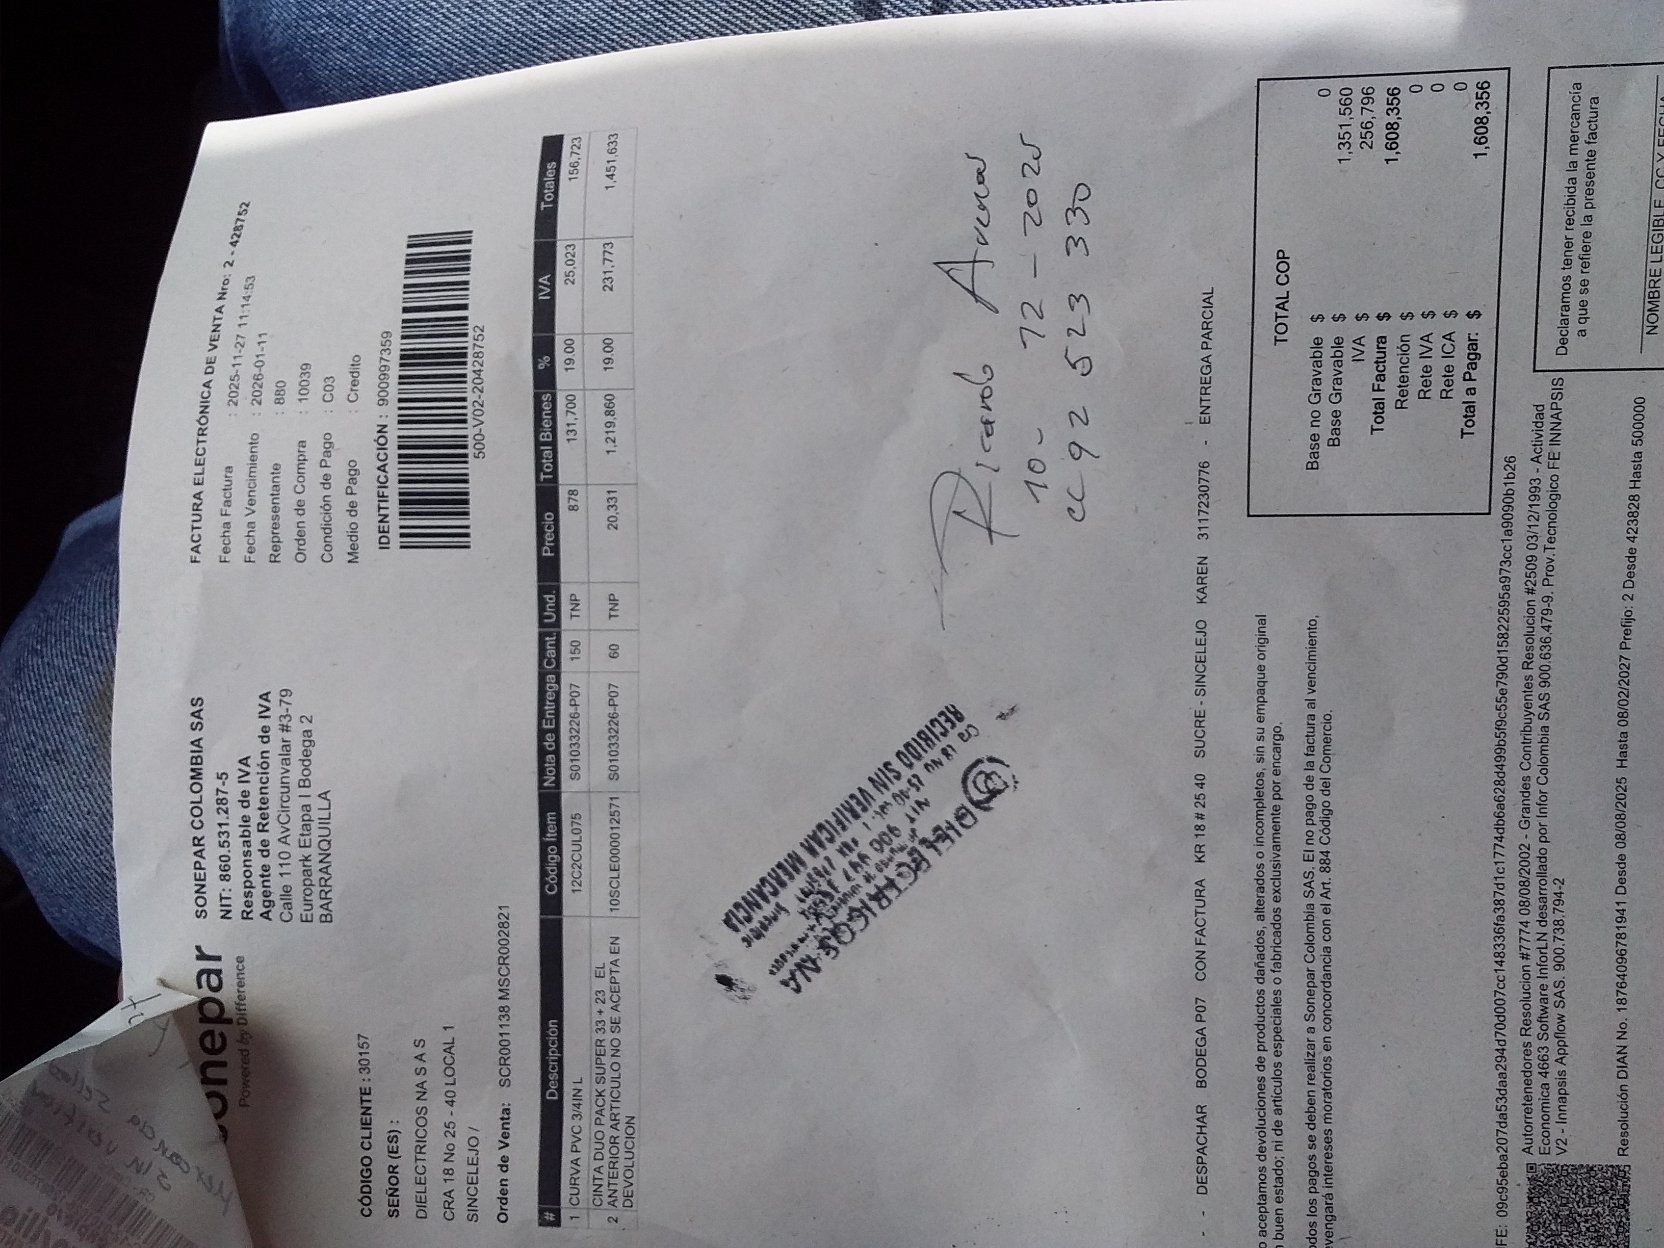 onepar
Powered by Difference
SONEPAR COLOMBIA SAS
NIT: 860.531.287-5
Responsable de IVA
Agente de Retención de IVA
Calle 110 AvCircunvalar #3-79
Europark Etapa I Bodega 2
BARRANQUILLA
FACTURA ELECTRÓNICA DE VENTA Nro: 2 - 428752
Fecha Factura : 2025-11-27 11:14:53
Fecha Vencimiento : 2026-01-11
Representante : 880
Orden de Compra : 10039
Condición de Pago : C03
Medio de Pago : Credito
IDENTIFICACIÓN : 900997359
500-V02-20428752
CÓDIGO CLIENTE : 30157
SEÑOR (ES) :
DIELECTRICOS NA S A S
CRA 18 No 25 - 40 LOCAL 1
SINCELEJO /
Orden de Venta: SCR001138 MSCR002821
# Descripción Código Ítem Nota de Entrega Cant. Und. Precio Total Bienes % IVA Totales
1 CURVA PVC 3/4IN L 12C2CUL075 S01033226-P07 150 TNP 878 131,700 19.00 25,023 156,723
CINTA DUO PACK SUPER 33 + 23 EL
2 ANTERIOR ARTICULO NO SE ACEPTA EN 10SCLE000012571 S01033226-P07 60 TNP 20,331 1,219,860 19.00 231,773 1,451,633
DEVOLUCION
DIELECTRICOS NA
NIT 900 997 359
RECIBIDO SIN VERIFICAR MERCANCIA
Ricardo
10- 12 - 2025
CC 92 523 330
- - DESPACHAR BODEGA P07 CON FACTURA KR 18 # 25 40 SUCRE - SINCELEJO KAREN 3117230776 - ENTREGA PARCIAL
o aceptamos devoluciones de productos dañados, alterados o incompletos, sin su empaque original
buen estado; ni de artículos especiales o fabricados exclusivamente por encargo.
odos los pagos se deben realizar a Sonepar Colombia SAS. El no pago de la factura al vencimiento,
vengará intereses moratorios en concordancia con el Art. 884 Código del Comercio.
TOTAL COP
Base no Gravable $ 0
Base Gravable $ 1,351,560
IVA $ 256,796
Total Factura $ 1,608,356
Retención $ 0
Rete IVA $ 0
Rete ICA $ 0
Total a Pagar: $ 1,608,356
FE: 09c95eba207da53daa294d70d007cc148336fa387d1c1774db6a628d499b5f9c55e790d15822595a973cc1a9090b1b26
Autorretenedores Resolucion #7774 08/08/2002 - Grandes Contribuyentes Resolucion #2509 03/12/1993 - Actividad
Economica 4663 Software InforLN desarrollado por Infor Colombia SAS 900.636.479-9. Prov.Tecnologico FE INNAPSIS
V2 - Innapsis Appflow SAS. 900.738.794-2
Declaramos tener recibida la mercancía
a que se refiere la presente factura
NOMBRE LEGIBLE, CC Y FECHA
Resolución DIAN No. 18764096781941 Desde 08/08/2025 Hasta 08/02/2027 Prefijo: 2 Desde 423828 Hasta 500000